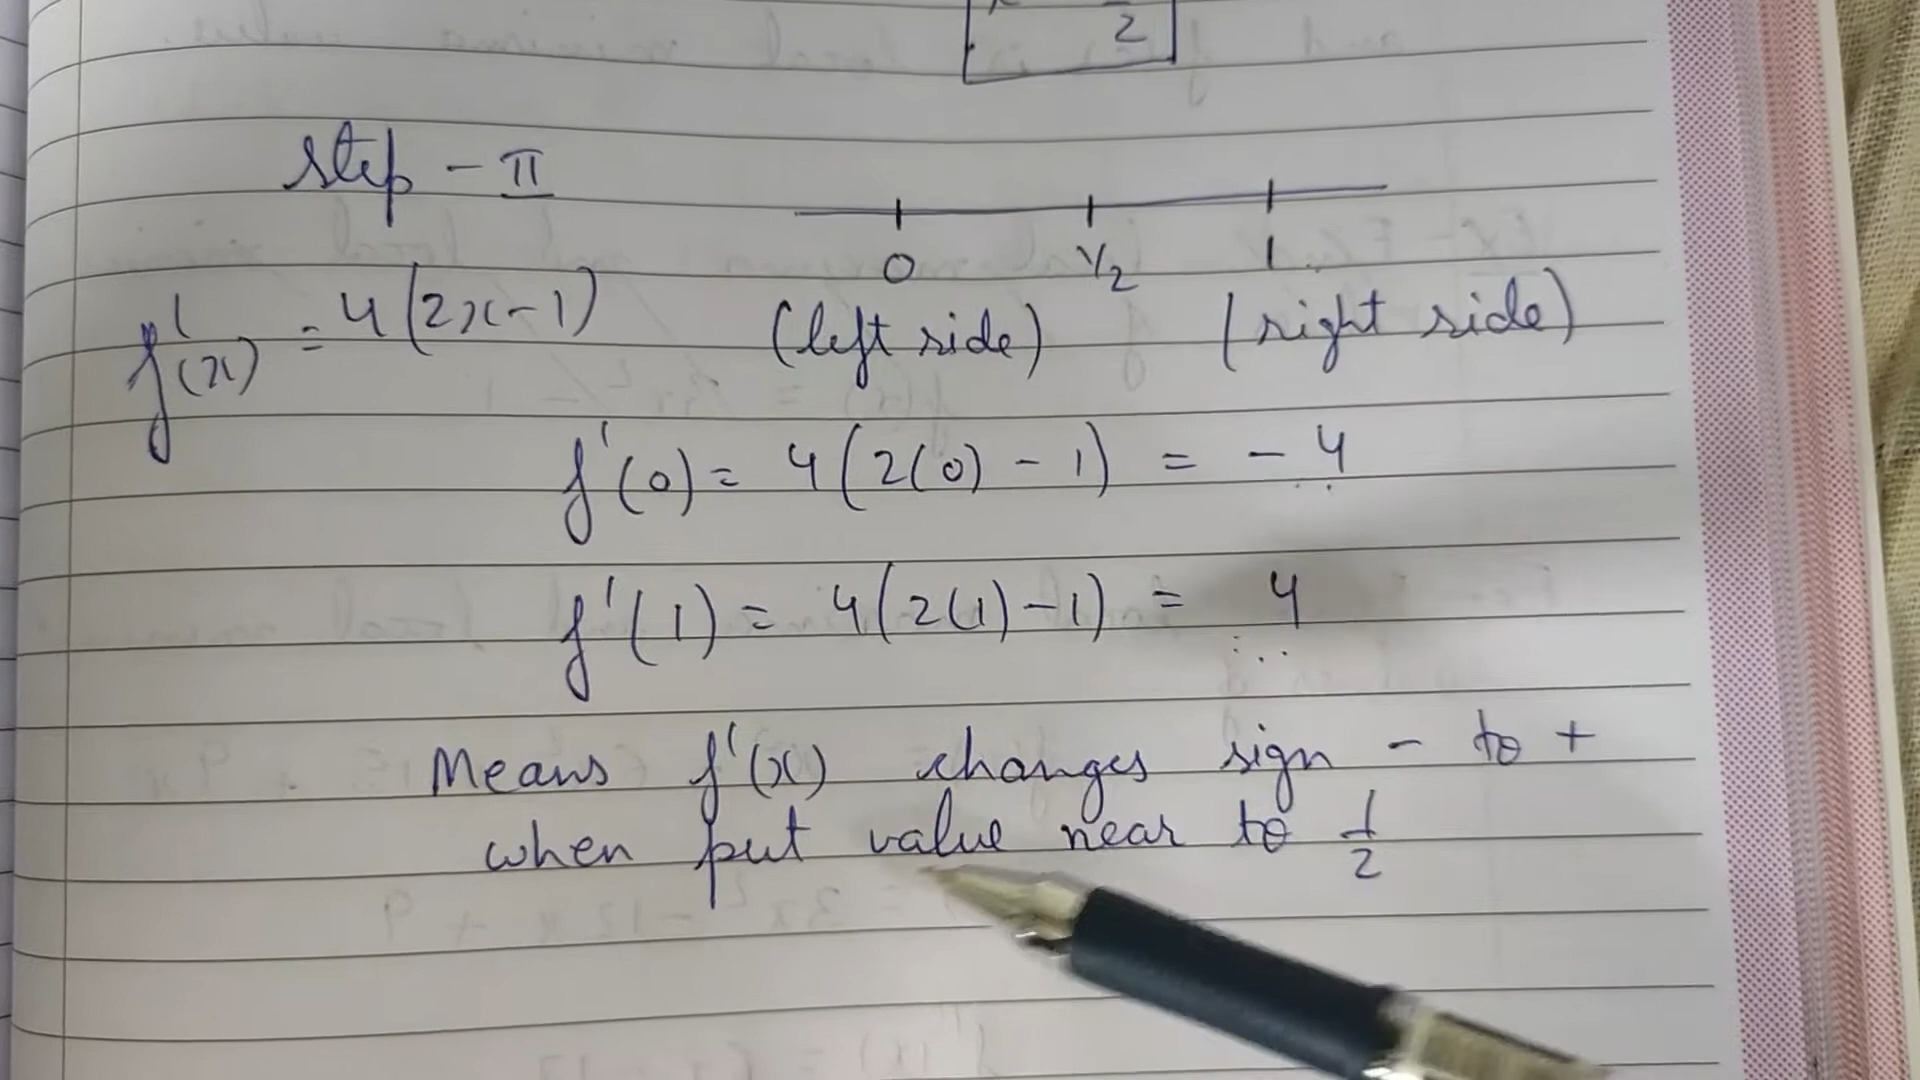 2
step - II
0 1/2 1
f'(x) = 4(2x-1) (left side) (right side)
f'(0) = 4(2(0) - 1) = - 4
f'(1) = 4(2(1) - 1) = 4
Means f'(x) changes sign - to +
when put value near to 1/2